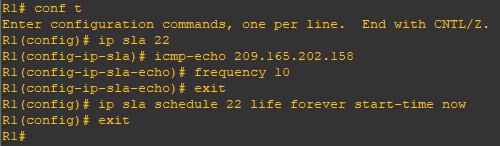 R1# conf t
Enter configuration commands, one per line.  End with CNTL/Z.
R1(config)# ip sla 22
R1(config-ip-sla)# icmp-echo 209.165.202.158
R1(config-ip-sla-echo)# frequency 10
R1(config-ip-sla-echo)# exit
R1(config)# ip sla schedule 22 life forever start-time now
R1(config)# exit
R1#